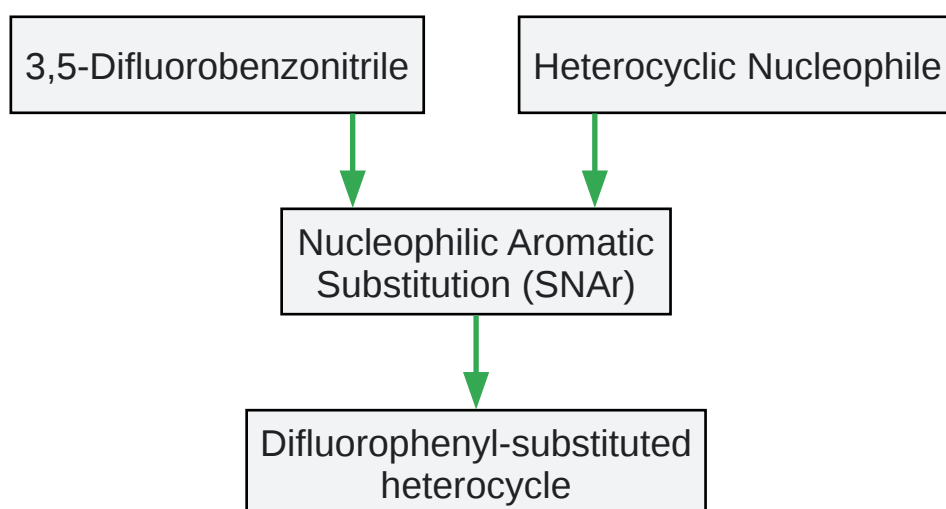 3,5-Difluorobenzonitrile
Heterocyclic Nucleophile
Nucleophilic Aromatic
Substitution (SNAr)
Difluorophenyl-substituted
heterocycle